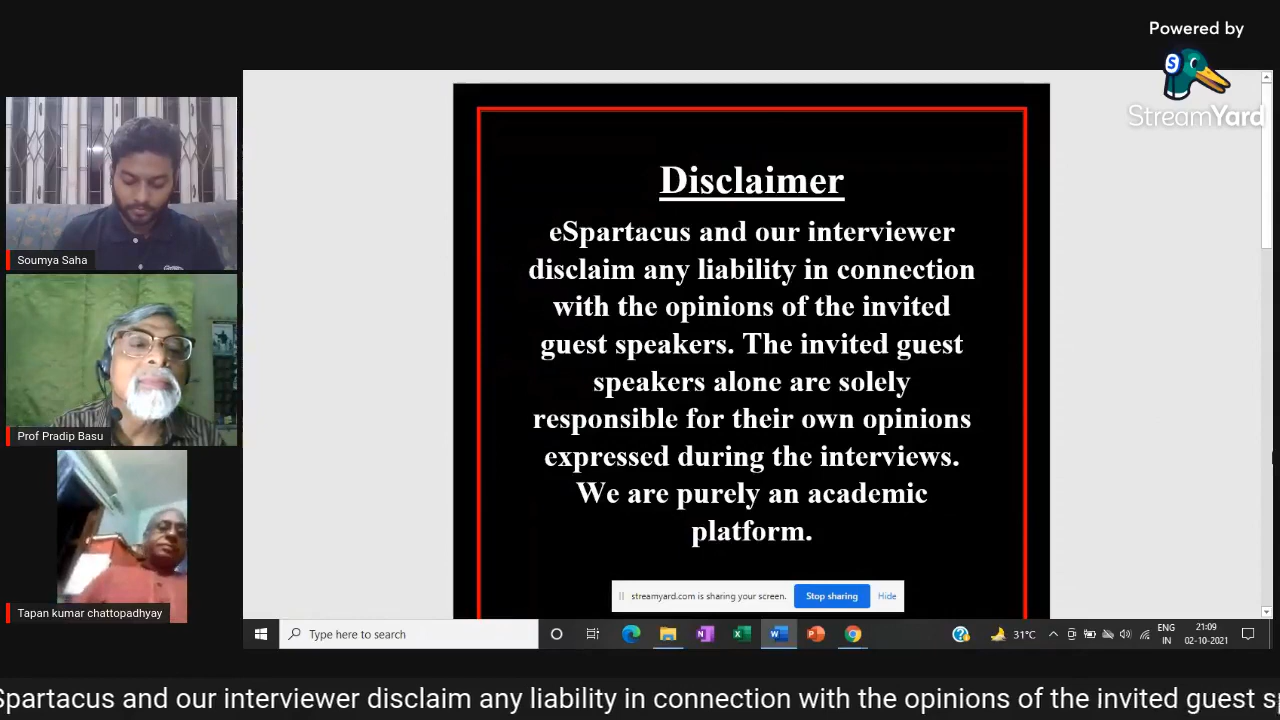 Powered by
StreamYard
Soumya Saha
Prof Pradip Basu
Tapan kumar chattopadhyay
Disclaimer
eSpartacus and our interviewer
disclaim any liability in connection
with the opinions of the invited
guest speakers. The invited guest
speakers alone are solely
responsible for their own opinions
expressed during the interviews.
We are purely an academic
platform.
streamyard.com is sharing your screen.
Stop sharing
Hide
Type here to search
31°C
ENG
IN
21:09
02-10-2021
Spartacus and our interviewer disclaim any liability in connection with the opinions of the invited guest s